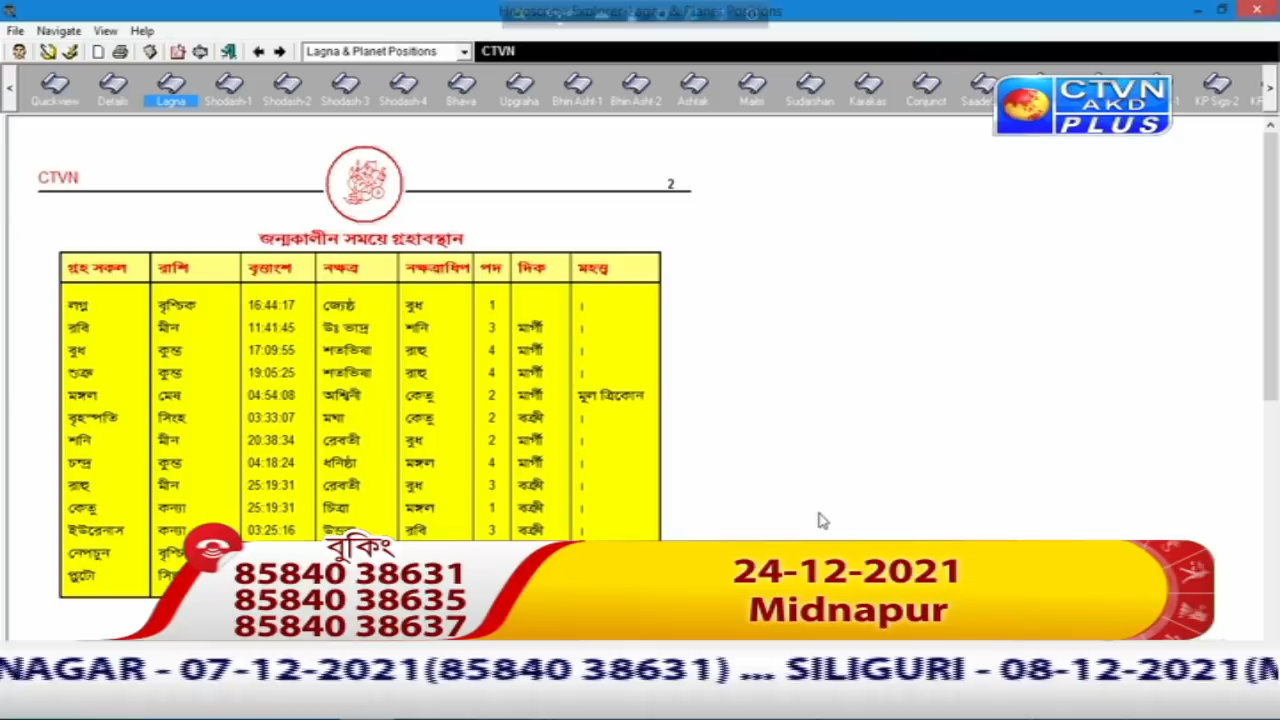 Horoscope Explorer-Lagna & Planet Positions
File Navigate View Help
Lagna & Planet Positions CTVN
Quickview Details Lagna Shodash-1 Shodash-2 Shodash-3 Shodash-4 Bhava Upgraha Bhin.Asht-1 Bhin.Asht-2 Ashtak Maitri Sudarshan Karakas Conjunct K.P Sigs-2
CTVN
AKD
PLUS
CTVN
2
জন্মকালীন সময়ে গ্রহাবস্থান
গ্রহ সকল রাশি বৃত্তাংশ নক্ষত্র নক্ষত্রাধিপ পদ দিক মহত্ত্ব
লগ্ন বৃশ্চিক 16:44:17 জ্যেষ্ঠ বুধ 1 ।
রবি মীন 11:41:45 উঃ ভাদ্র শনি 3 মার্গী ।
বুধ কুম্ভ 17:09:55 শতভিষা রাহু 4 মার্গী ।
শুক্র কুম্ভ 19:05:25 শতভিষা রাহু 4 মার্গী ।
মঙ্গল মেষ 04:54:08 অশ্বিনী কেতু 2 মার্গী মূল ত্রিকোন
বৃহস্পতি সিংহ 03:33:07 মঘা কেতু 2 বক্রী ।
শনি মীন 20:38:34 রেবতী বুধ 2 মার্গী ।
চন্দ্র কুম্ভ 04:18:24 ধনিষ্ঠা মঙ্গল 4 মার্গী ।
রাহু মীন 25:19:31 রেবতী বুধ 3 বক্রী ।
কেতু কন্যা 25:19:31 চিত্রা মঙ্গল 1 বক্রী ।
ইউরেনাস কন্যা 03:25:16 রবি 3 বক্রী ।
নেপচুন
প্লুটো
বুকিং
85840 38631
85840 38635
85840 38637
24-12-2021
Midnapur
NAGAR - 07-12-2021(85840 38631) ... SILIGURI - 08-12-2021(M